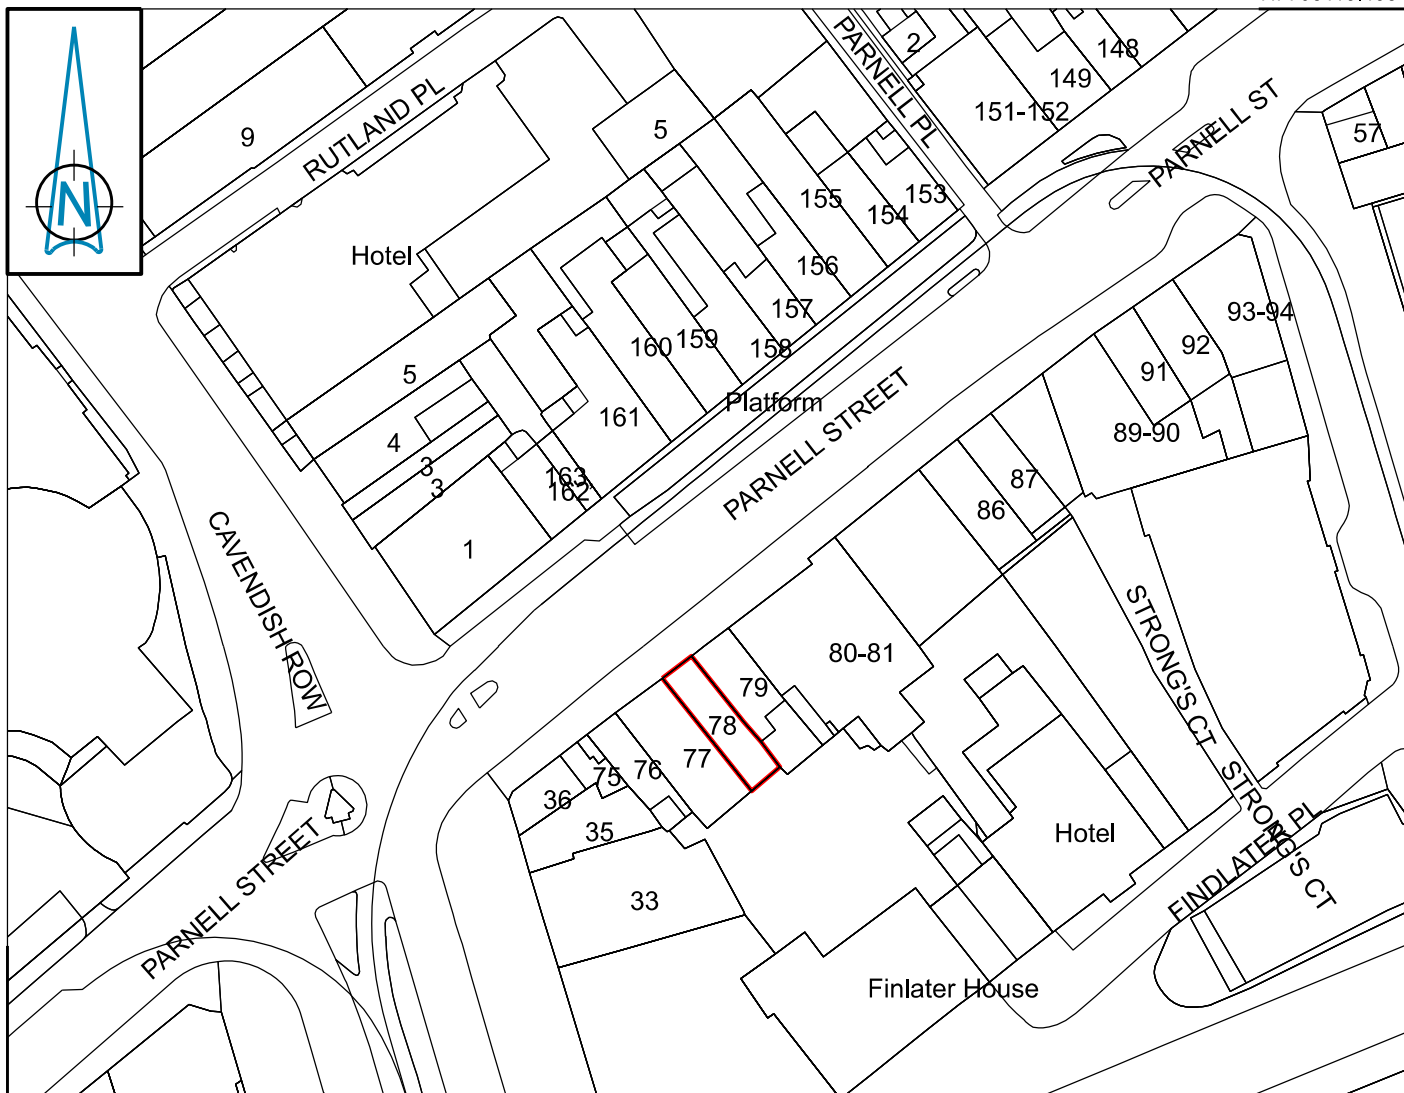 N
9
RUTLAND PL
Hotel
5
PARNELL PL
2
148
149
151-152
PARNELL ST
57
153
154
155
156
157
158
159
160
161
163
162
5
4
3
3
1
Platform
PARNELL STREET
93-94
92
91
89-90
87
86
CAVENDISH ROW
STRONG'S CT
80-81
79
78
77
76
75
36
35
33
PARNELL STREET
Hotel
STRONG'S CT
FINDLATER PL
Finlater House